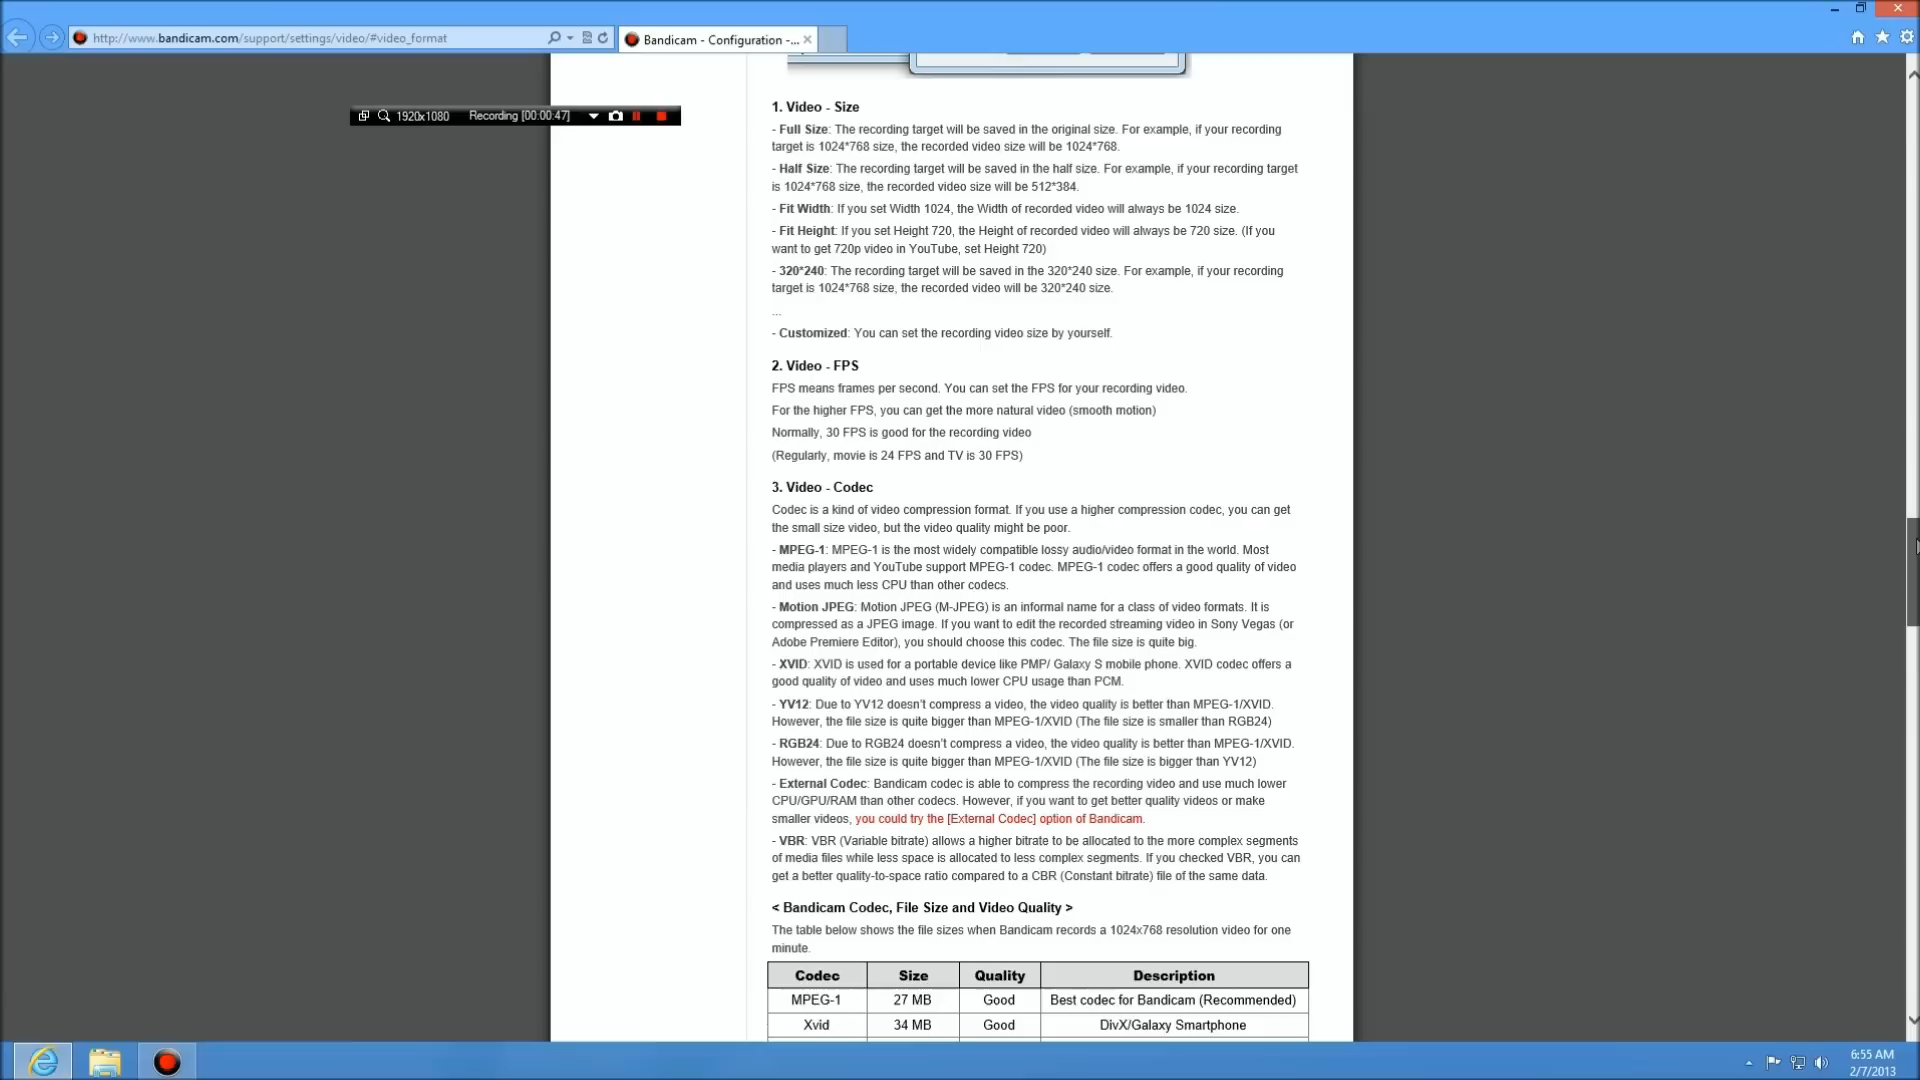 http://www.bandicam.com/support/settings/video/#video_format
Bandicam - Configuration -...
1920x1080 Recording [00:00:47]
1. Video - Size
- Full Size: The recording target will be saved in the original size. For example, if your recording
target is 1024*768 size, the recorded video size will be 1024*768.
- Half Size: The recording target will be saved in the half size. For example, if your recording target
is 1024*768 size, the recorded video size will be 512*384.
- Fit Width: If you set Width 1024, the Width of recorded video will always be 1024 size.
- Fit Height: If you set Height 720, the Height of recorded video will always be 720 size. (If you
want to get 720p video in YouTube, set Height 720)
- 320*240: The recording target will be saved in the 320*240 size. For example, if your recording
target is 1024*768 size, the recorded video will be 320*240 size.
...
- Customized: You can set the recording video size by yourself.
2. Video - FPS
FPS means frames per second. You can set the FPS for your recording video.
For the higher FPS, you can get the more natural video (smooth motion)
Normally, 30 FPS is good for the recording video
(Regularly, movie is 24 FPS and TV is 30 FPS)
3. Video - Codec
Codec is a kind of video compression format. If you use a higher compression codec, you can get
the small size video, but the video quality might be poor.
- MPEG-1: MPEG-1 is the most widely compatible lossy audio/video format in the world. Most
media players and YouTube support MPEG-1 codec. MPEG-1 codec offers a good quality of video
and uses much less CPU than other codecs.
- Motion JPEG: Motion JPEG (M-JPEG) is an informal name for a class of video formats. It is
compressed as a JPEG image. If you want to edit the recorded streaming video in Sony Vegas (or
Adobe Premiere Editor), you should choose this codec. The file size is quite big.
- XVID: XVID is used for a portable device like PMP/ Galaxy S mobile phone. XVID codec offers a
good quality of video and uses much lower CPU usage than PCM.
- YV12: Due to YV12 doesn't compress a video, the video quality is better than MPEG-1/XVID.
However, the file size is quite bigger than MPEG-1/XVID (The file size is smaller than RGB24)
- RGB24: Due to RGB24 doesn't compress a video, the video quality is better than MPEG-1/XVID.
However, the file size is quite bigger than MPEG-1/XVID (The file size is bigger than YV12)
- External Codec: Bandicam codec is able to compress the recording video and use much lower
CPU/GPU/RAM than other codecs. However, if you want to get better quality videos or make
smaller videos, you could try the [External Codec] option of Bandicam.
- VBR: VBR (Variable bitrate) allows a higher bitrate to be allocated to the more complex segments
of media files while less space is allocated to less complex segments. If you checked VBR, you can
get a better quality-to-space ratio compared to a CBR (Constant bitrate) file of the same data.
< Bandicam Codec, File Size and Video Quality >
The table below shows the file sizes when Bandicam records a 1024x768 resolution video for one
minute.
Codec Size Quality Description
MPEG-1 27 MB Good Best codec for Bandicam (Recommended)
Xvid 34 MB Good DivX/Galaxy Smartphone
6:55 AM
2/7/2013